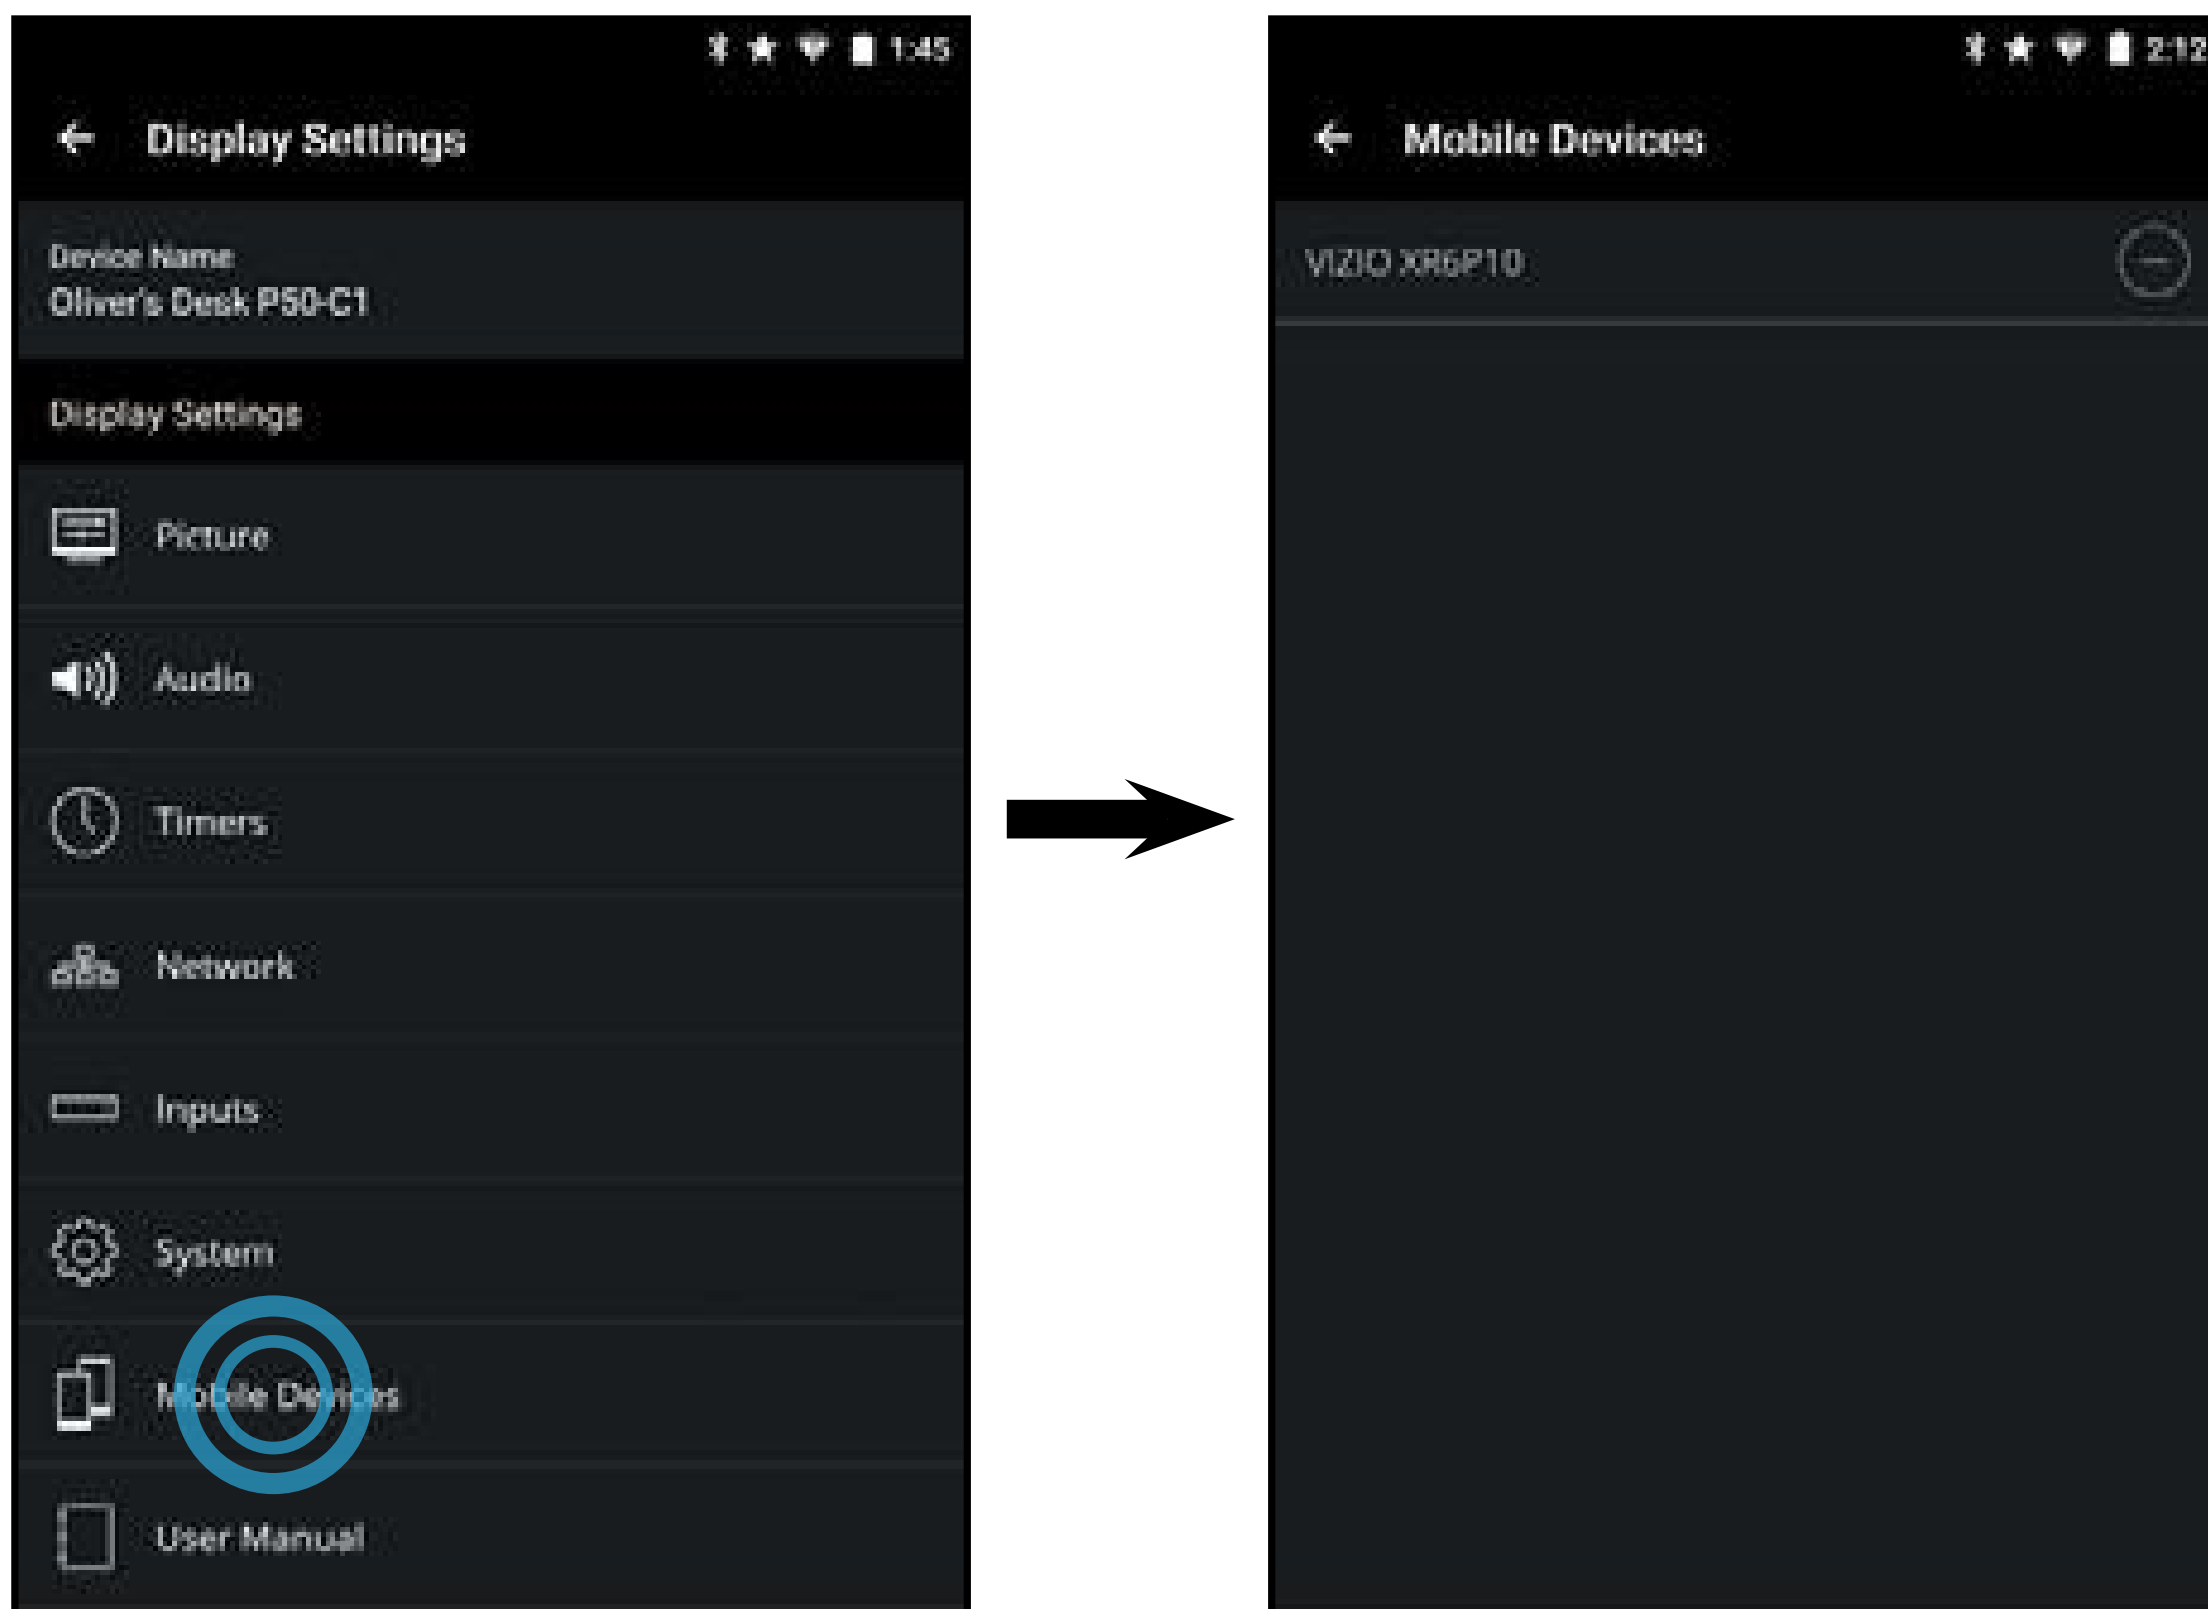 1:45
Display Settings
Device Name
Oliver's Desk P50-C1
Display Settings
Picture
Audio
Timers
Network
Inputs
System
Mobile Devices
User Manual
2:12
Mobile Devices
VIZIO XR6P10